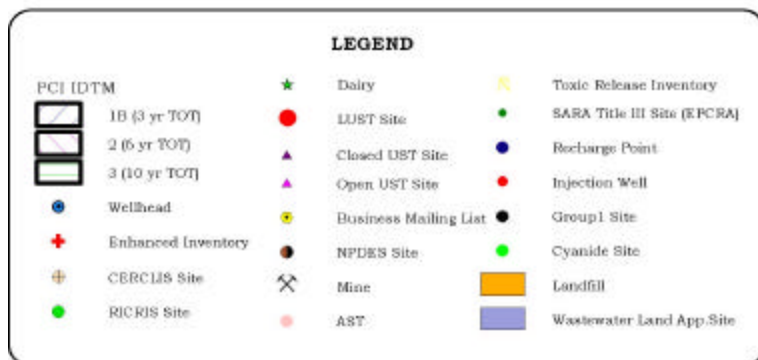 LEGEND
PCI IDTM
1B (3 yr TOT)
2 (6 yr TOT)
3 (10 yr TOT)
Wellhead
Enhanced Inventory
CERCLIS Site
RICRIS Site
Dairy
LUST Site
Closed UST Site
Open UST Site
Business Mailing List
NPDES Site
Mine
AST
Toxic Release Inventory
SARA Title III Site (EPCRA)
Recharge Point
Injection Well
Group1 Site
Cyanide Site
Landfill
Wastewater Land App.Site